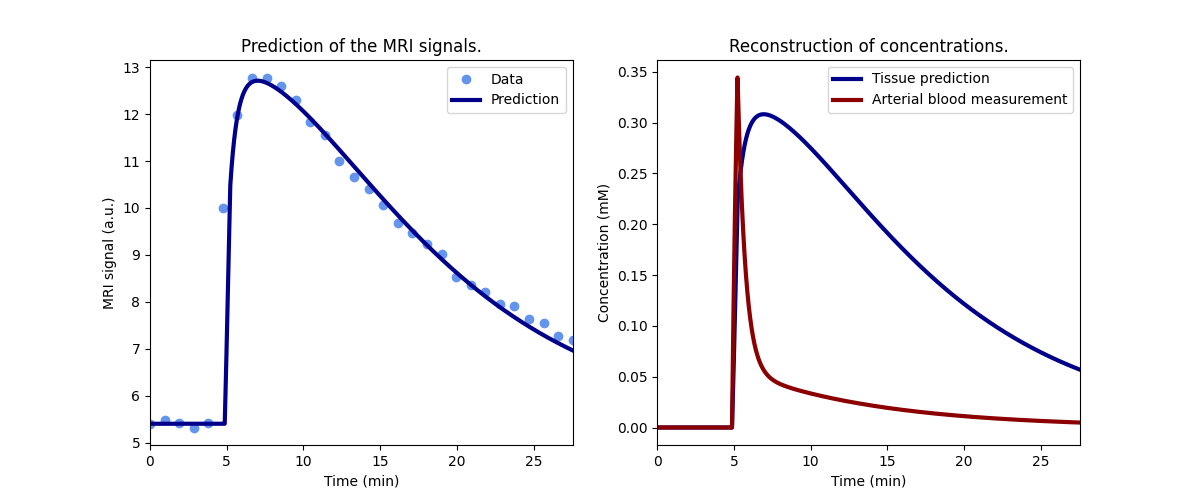 Prediction of the MRI signals.
MRI signal (a.u.)
13
12
11
10
9
8
7
6
5
Data
Prediction
0
5
10
15
20
25
Time (min)
Reconstruction of concentrations.
Concentration (mM)
0.35
0.30
0.25
0.20
0.15
0.10
0.05
0.00
Tissue prediction
Arterial blood measurement
0
5
10
15
20
25
Time (min)